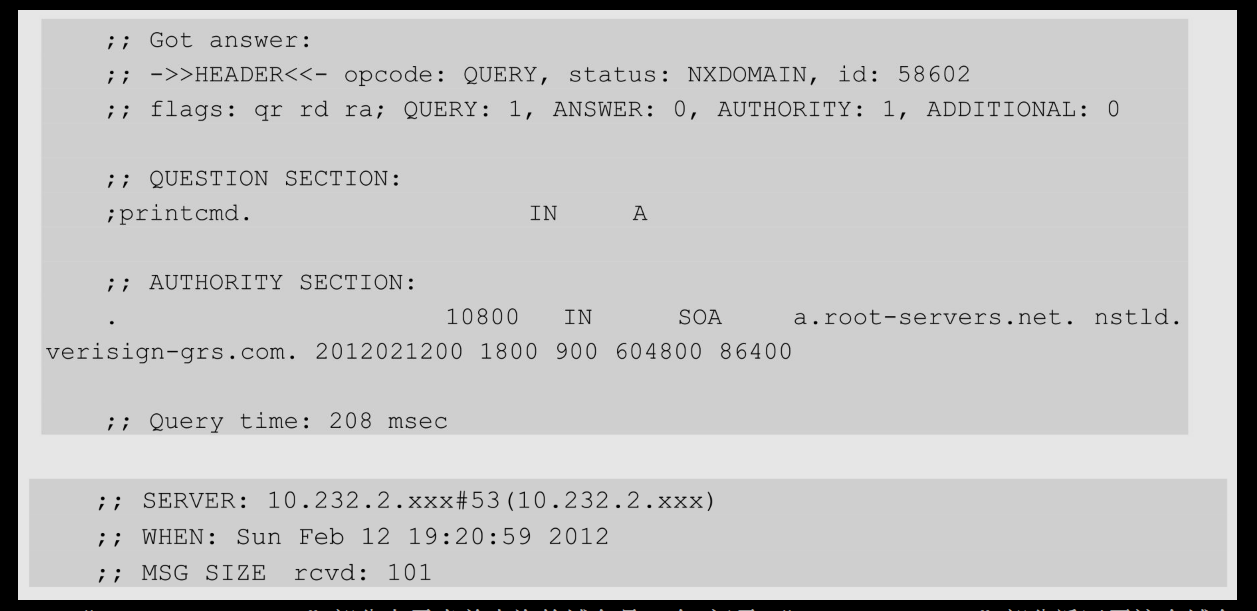 ;; Got answer:
;; ->>HEADER<<- opcode: QUERY, status: NXDOMAIN, id: 58602
;; flags: qr rd ra; QUERY: 1, ANSWER: 0, AUTHORITY: 1, ADDITIONAL: 0
;; QUESTION SECTION:
;printcmd. IN A
;; AUTHORITY SECTION:
. 10800 IN SOA a.root-servers.net. nstld.
verisign-grs.com. 2012021200 1800 900 604800 86400
;; Query time: 208 msec
;; SERVER: 10.232.2.xxx#53(10.232.2.xxx)
;; WHEN: Sun Feb 12 19:20:59 2012
;; MSG SIZE rcvd: 101